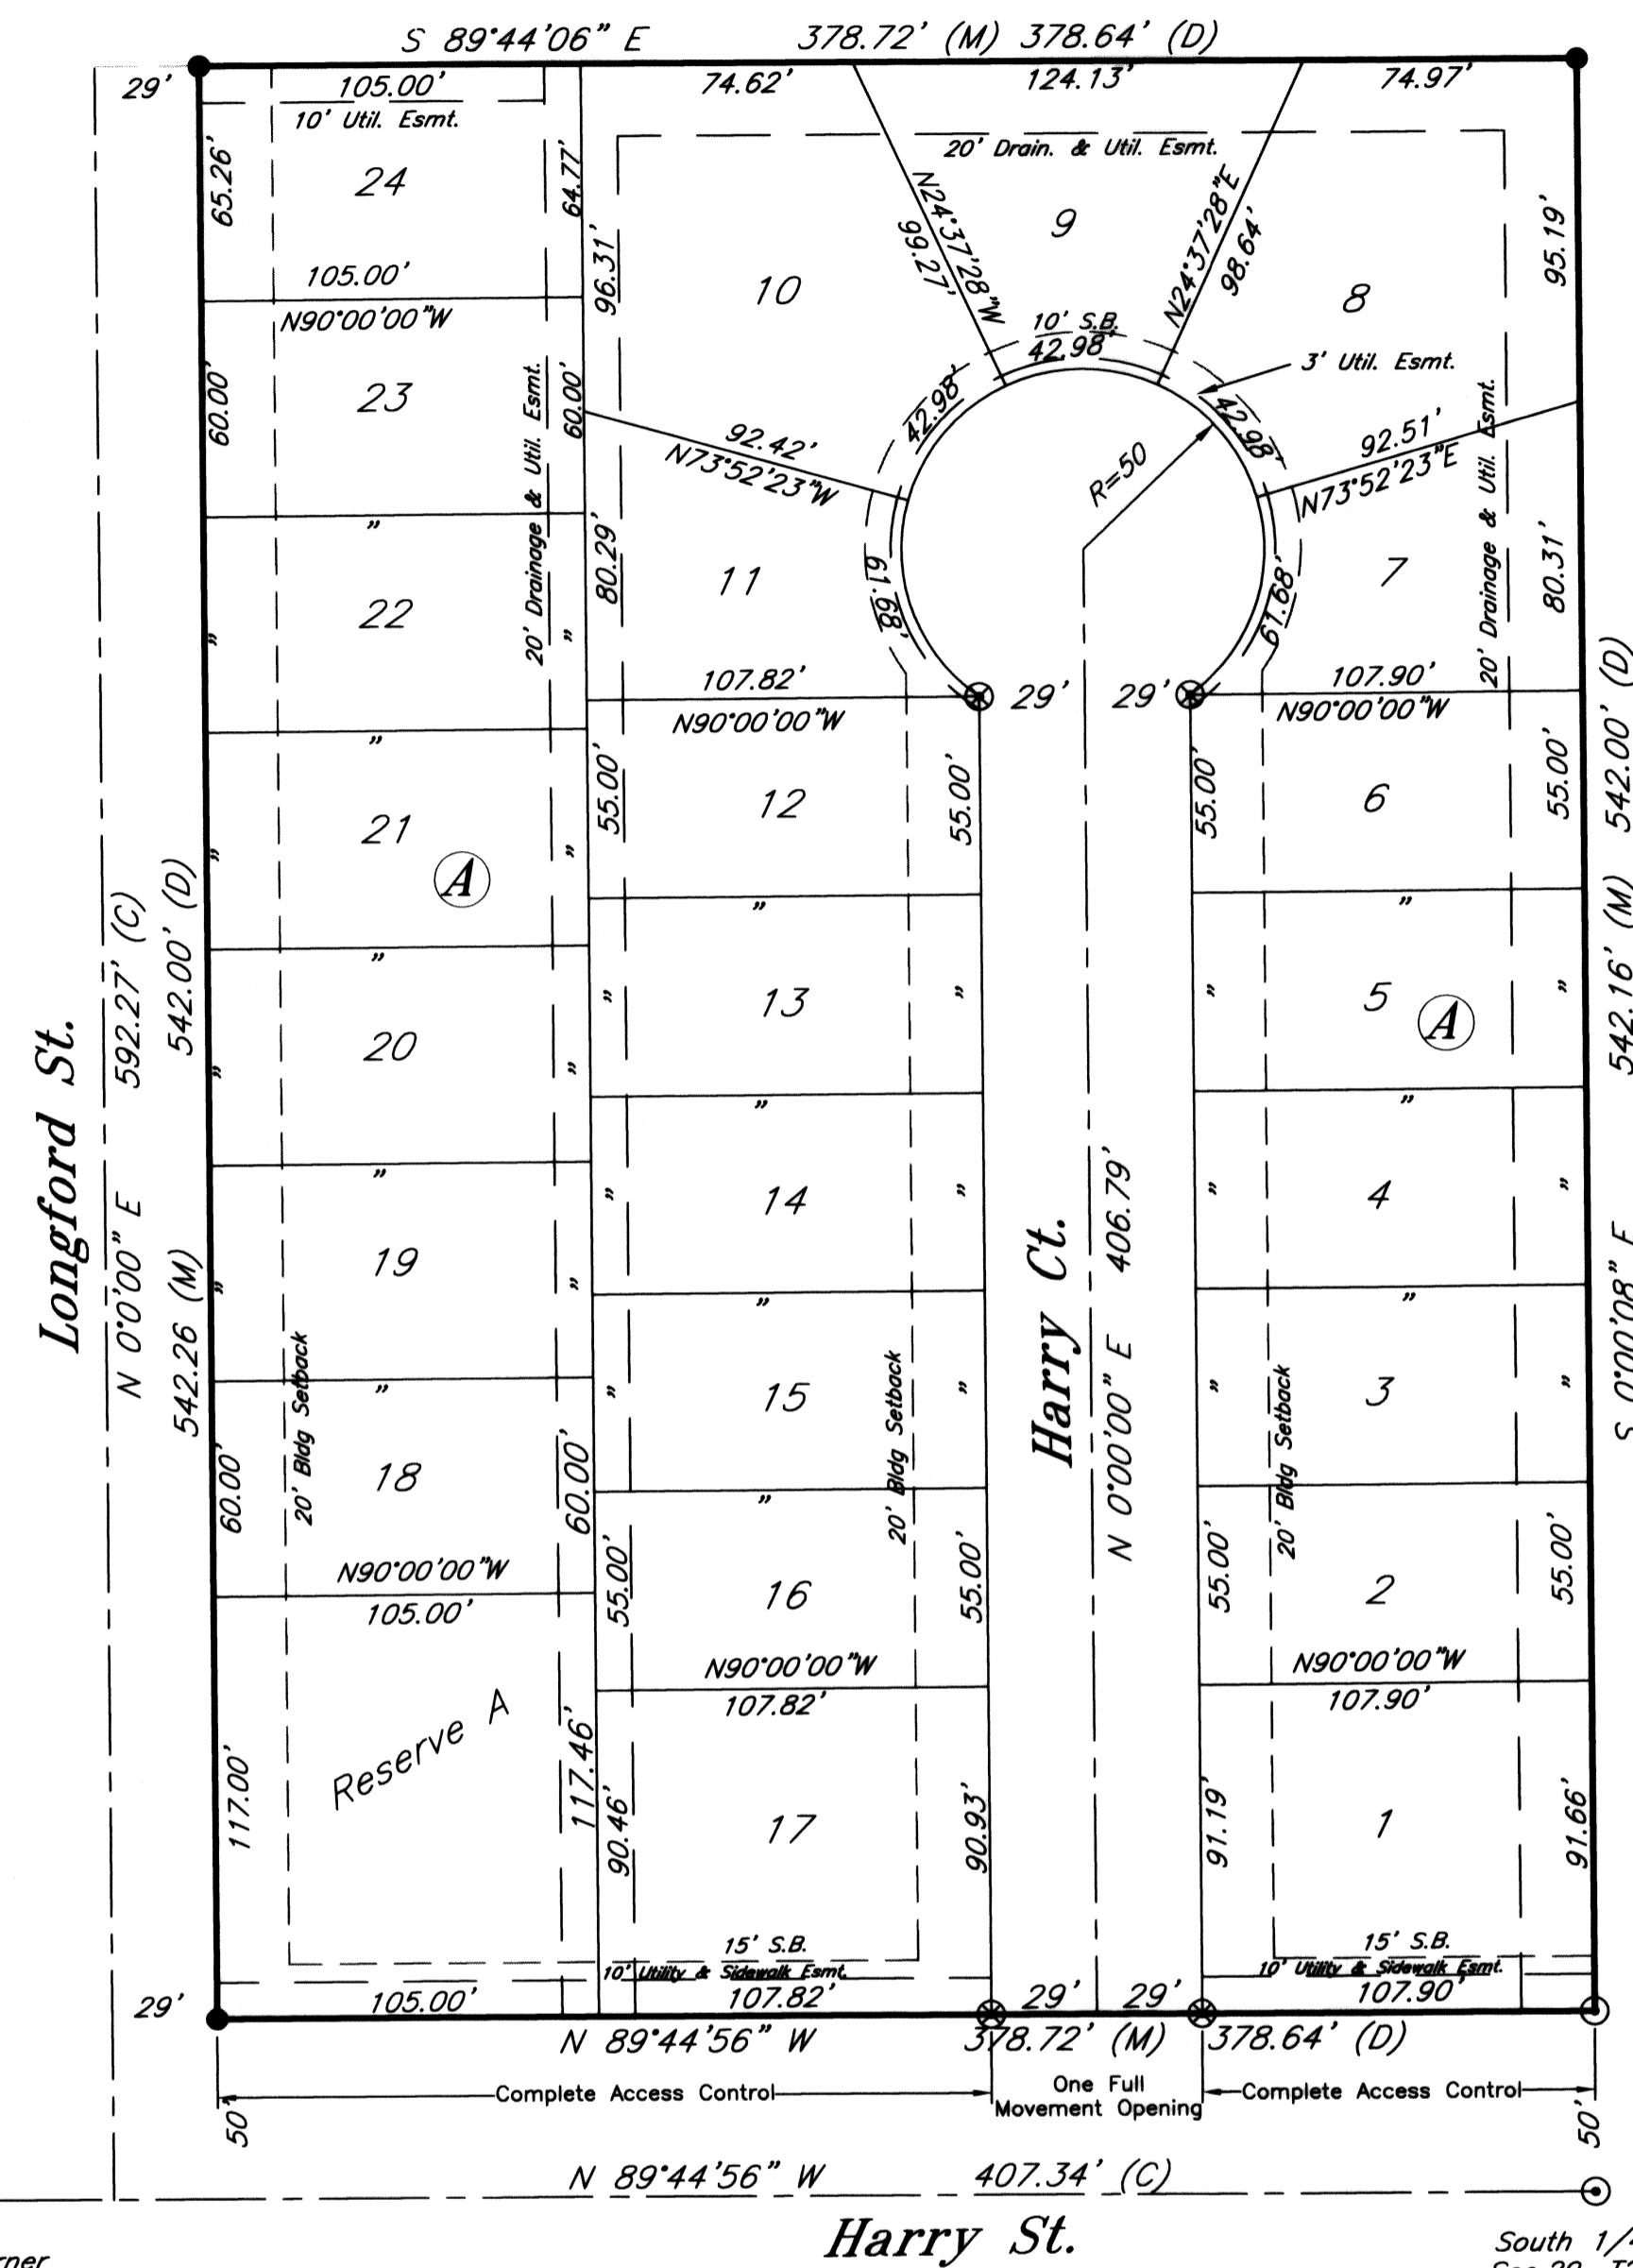 S 89°44'06" E 378.72' (M) 378.64' (D)
29' 105.00' 74.62' 124.13' 74.97'
10' Util. Esmt.
20' Drain. & Util. Esmt.
65.26'
24
64.77'
96.31'
10
N24°37'28"W
99.27'
9
N24°37'28"E
98.64'
8
95.19'
105.00'
N90°00'00"W
10' S.B.
42.98'
42.98'
42.98'
3' Util. Esmt.
60.00'
23
60.00'
20' Drainage & Util. Esmt.
92.42'
N73°52'23"W
R=50
92.51'
N73°52'23"E
20' Drainage & Util. Esmt.
"
80.29'
11
61.68'
61.68'
7
80.31'
"
22
"
107.82'
N90°00'00"W
29' 29'
107.90'
N90°00'00"W
"
55.00'
12
55.00'
55.00'
6
55.00'
"
21
"
A
"
"
"
"
13
"
"
5
"
A
"
20
"
"
"
"
"
14
"
"
4
"
"
19
"
"
"
"
"
15
"
"
3
"
"
60.00'
18
60.00'
20' Bldg Setback
"
20' Bldg Setback
20' Bldg Setback
N90°00'00"W
105.00'
55.00'
16
55.00'
55.00'
2
55.00'
N90°00'00"W
107.82'
N90°00'00"W
107.90'
117.00'
Reserve A
117.46'
90.46'
17
90.93'
91.19'
1
91.66'
15' S.B.
10' Utility & Sidewalk Esmt.
15' S.B.
10' Utility & Sidewalk Esmt.
29' 105.00' 107.82' 29' 29' 107.90'
N 89°44'56" W 378.72' (M) 378.64' (D)
Complete Access Control
One Full
Movement Opening
Complete Access Control
50'
50'
N 89°44'56" W 407.34' (C)
Harry St.
South
Longford St.
N 0°0'00" E 592.27' (C)
542.26 (M) 542.00' (D)
Harry Ct.
N 0°00'00" E 406.79'
S 0°00'08" E 542.16' (M) 542.00' (D)